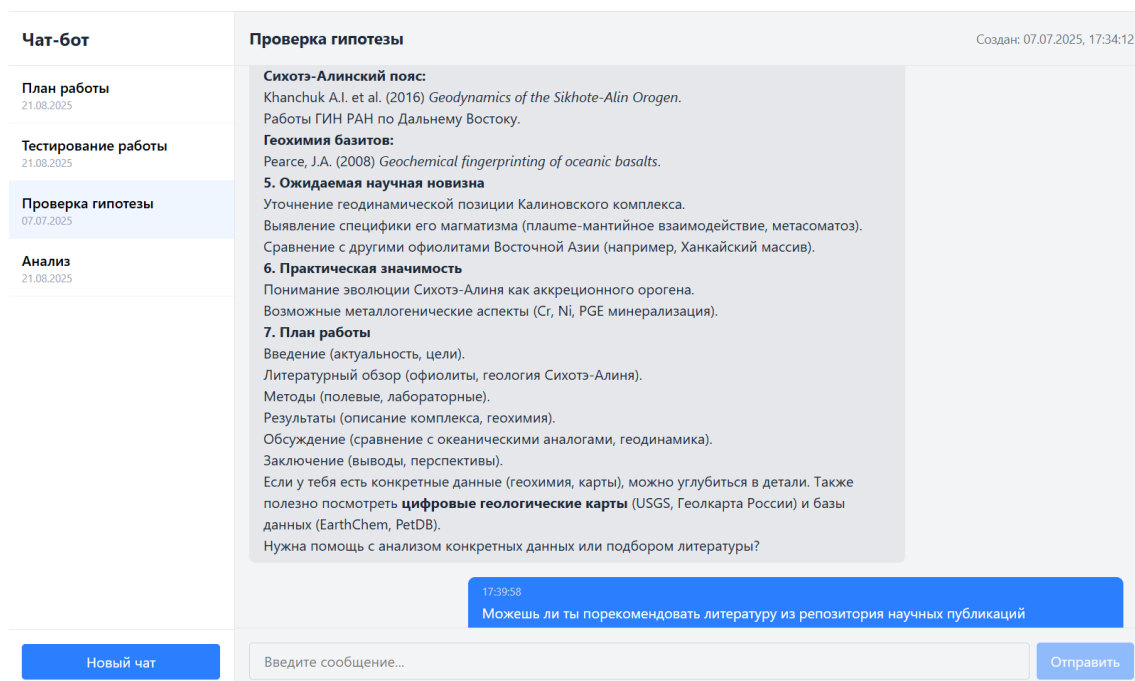 Чат-бот
План работы
21.08.2025
Тестирование работы
21.08.2025
Проверка гипотезы
07.07.2025
Анализ
21.08.2025
Новый чат
Проверка гипотезы
Создан: 07.07.2025, 17:34:12
Сихотэ-Алинский пояс:
Khanchuk A.I. et al. (2016) Geodynamics of the Sikhote-Alin Orogen.
Работы ГИН РАН по Дальнему Востоку.
Геохимия базитов:
Pearce, J.A. (2008) Geochemical fingerprinting of oceanic basalts.
5. Ожидаемая научная новизна
Уточнение геодинамической позиции Калиновского комплекса.
Выявление специфики его магматизма (плаume-мантийное взаимодействие, метасоматоз).
Сравнение с другими офиолитами Восточной Азии (например, Ханкайский массив).
6. Практическая значимость
Понимание эволюции Сихотэ-Алиня как аккреционного орогена.
Возможные металлогенические аспекты (Cr, Ni, PGE минерализация).
7. План работы
Введение (актуальность, цели).
Литературный обзор (офиолиты, геология Сихотэ-Алиня).
Методы (полевые, лабораторные).
Результаты (описание комплекса, геохимия).
Обсуждение (сравнение с океаническими аналогами, геодинамика).
Заключение (выводы, перспективы).
Если у тебя есть конкретные данные (геохимия, карты), можно углубиться в детали. Также
полезно посмотреть цифровые геологические карты (USGS, Геолкарта России) и базы
данных (EarthChem, PetDB).
Нужна помощь с анализом конкретных данных или подбором литературы?
17:39:58
Можешь ли ты порекомендовать литературу из репозитория научных публикаций
Введите сообщение...
Отправить